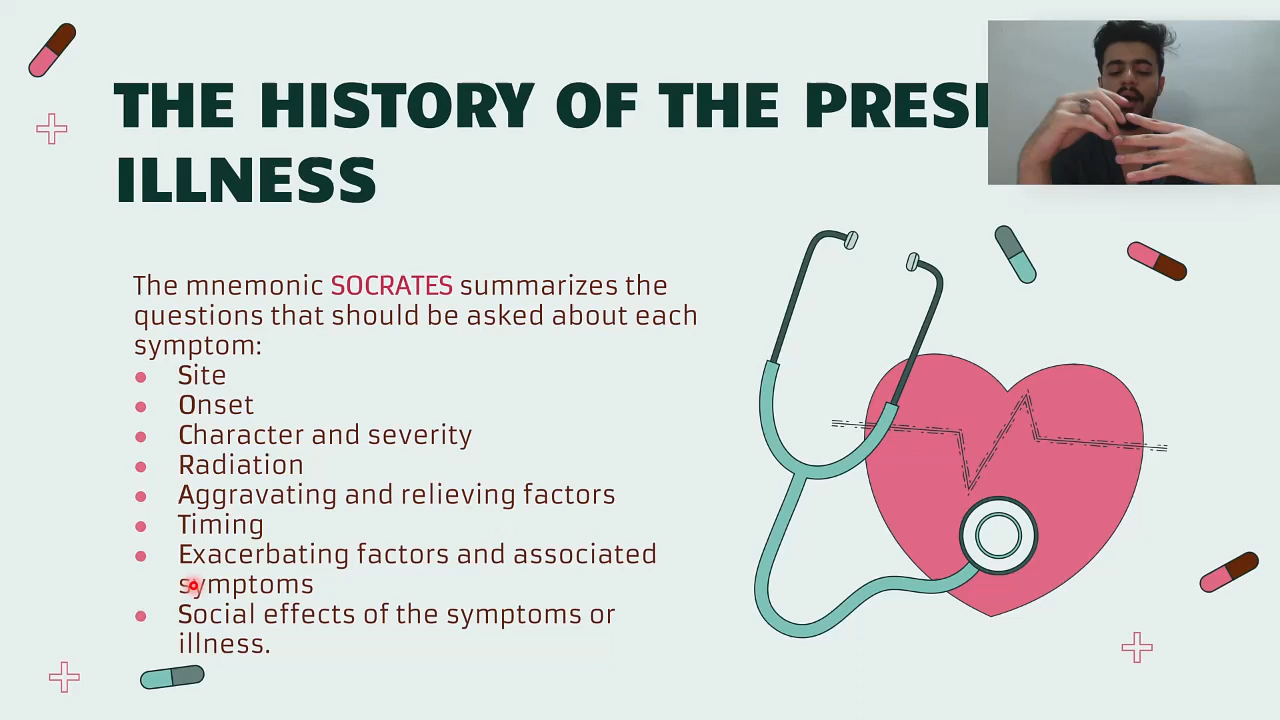 THE HISTORY OF THE
ILLNESS
The mnemonic SOCRATES summarizes the
questions that should be asked about each
symptom:
Site
Onset
Character and severity
Radiation
Aggravating and relieving factors
Timing
Exacerbating factors and associated
symptoms
Social effects of the symptoms or
illness.